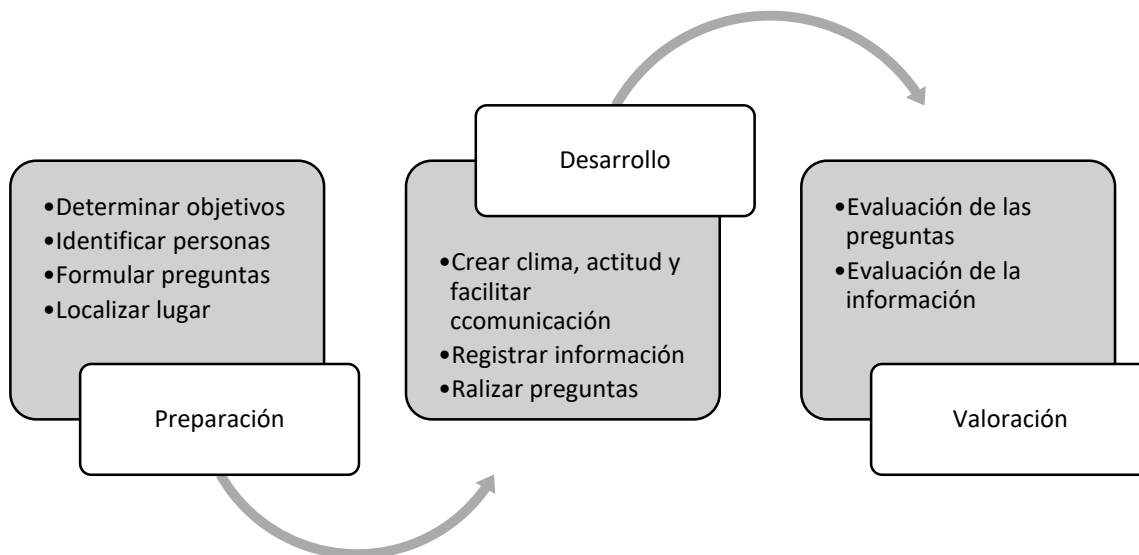 •Determinar objetivos
•Identificar personas
•Formular preguntas
•Localizar lugar
Preparación
Desarrollo
•Crear clima, actitud y
facilitar
ccomunicación
•Registrar información
•Ralizar preguntas
•Evaluación de las
preguntas
•Evaluación de la
información
Valoración